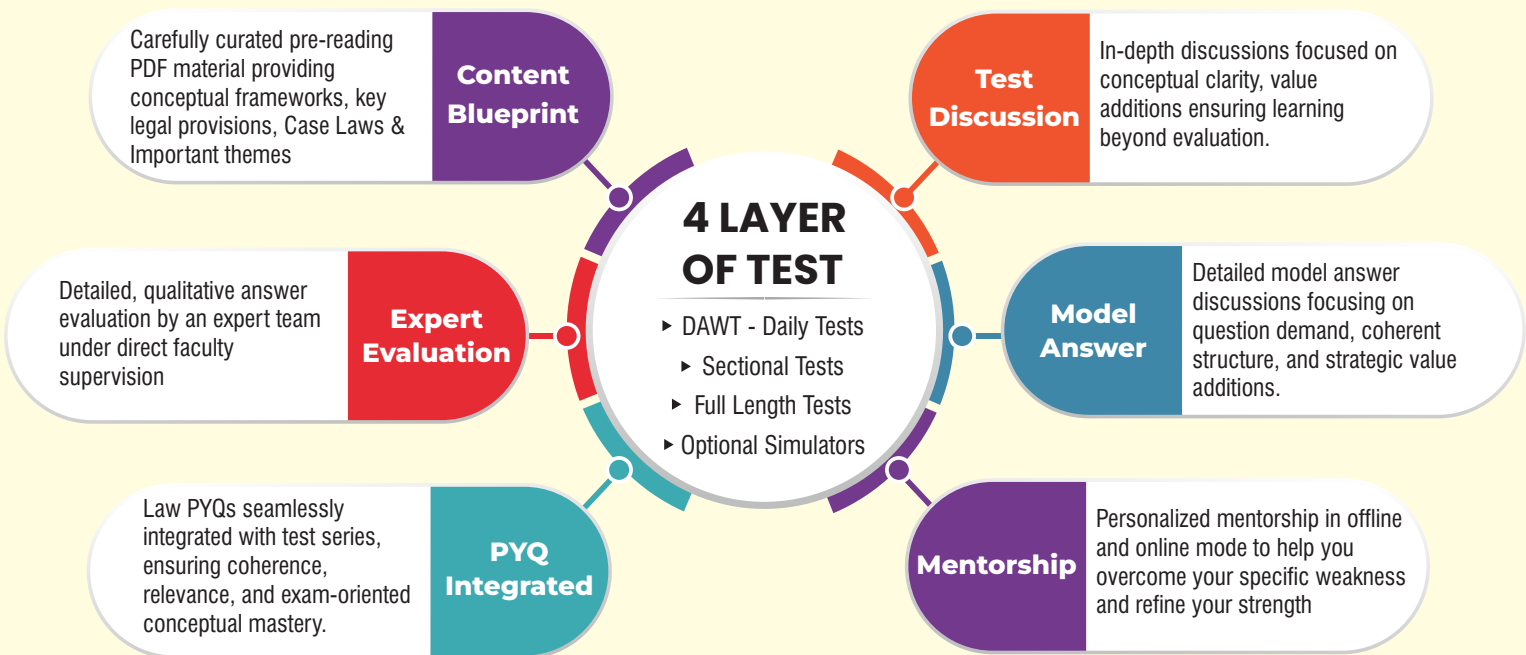 Carefully curated pre-reading
PDF material providing
conceptual frameworks, key
legal provisions, Case Laws &
Important themes
Content
Blueprint
Test
Discussion
In-depth discussions focused on
conceptual clarity, value
additions ensuring learning
beyond evaluation.
Detailed, qualitative answer
evaluation by an expert team
under direct faculty
supervision
Expert
Evaluation
4 LAYER
OF TEST
▸ DAWT - Daily Tests
▸ Sectional Tests
▸ Full Length Tests
▸ Optional Simulators
Model
Answer
Detailed model answer
discussions focusing on
question demand, coherent
structure, and strategic value
additions.
Law PYQs seamlessly
integrated with test series,
ensuring coherence,
relevance, and exam-oriented
conceptual mastery.
PYQ
Integrated
Mentorship
Personalized mentorship in offline
and online mode to help you
overcome your specific weakness
and refine your strength